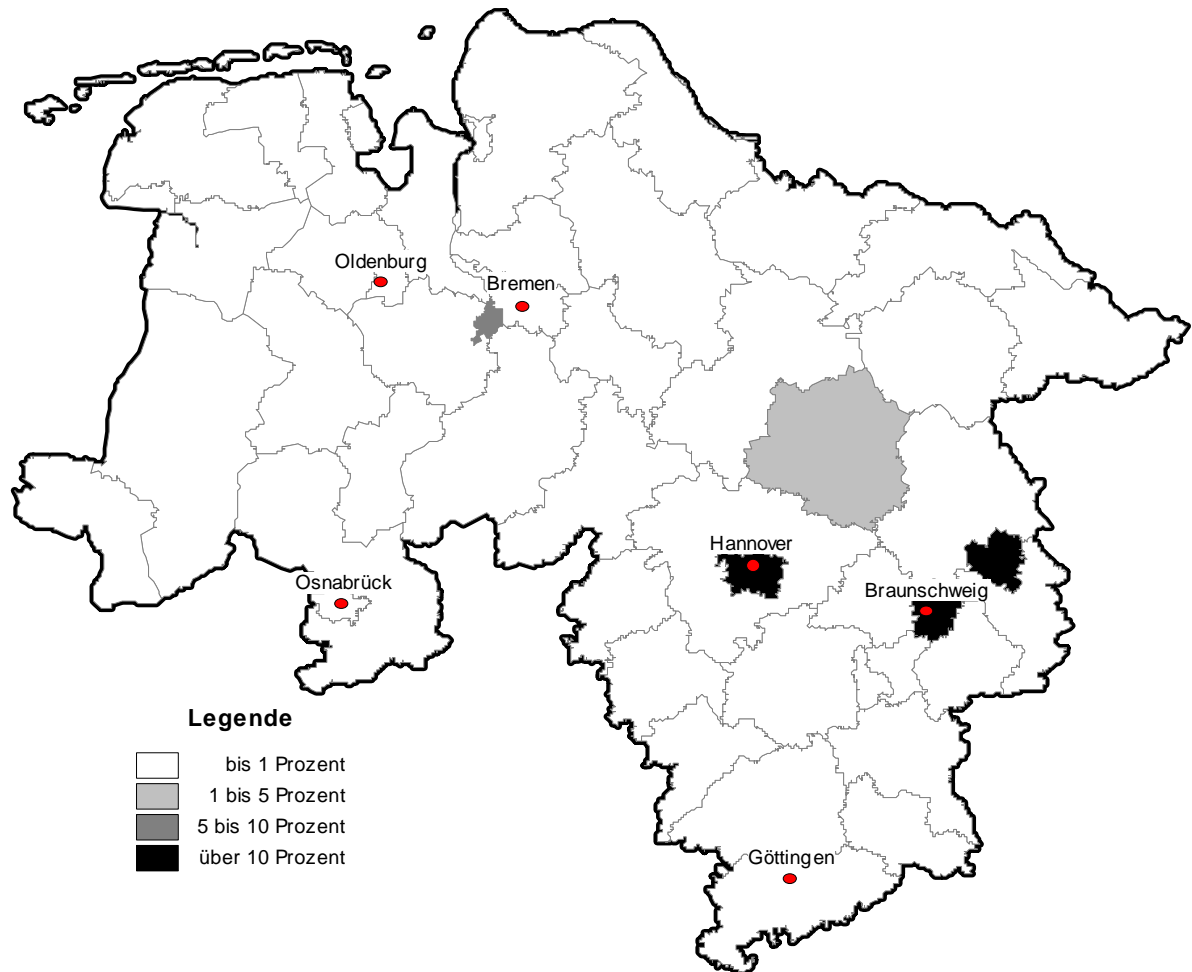 Oldenburg
Bremen
Hannover
Braunschweig
Osnabrück
Göttingen
Legende
bis 1 Prozent
1 bis 5 Prozent
5 bis 10 Prozent
über 10 Prozent